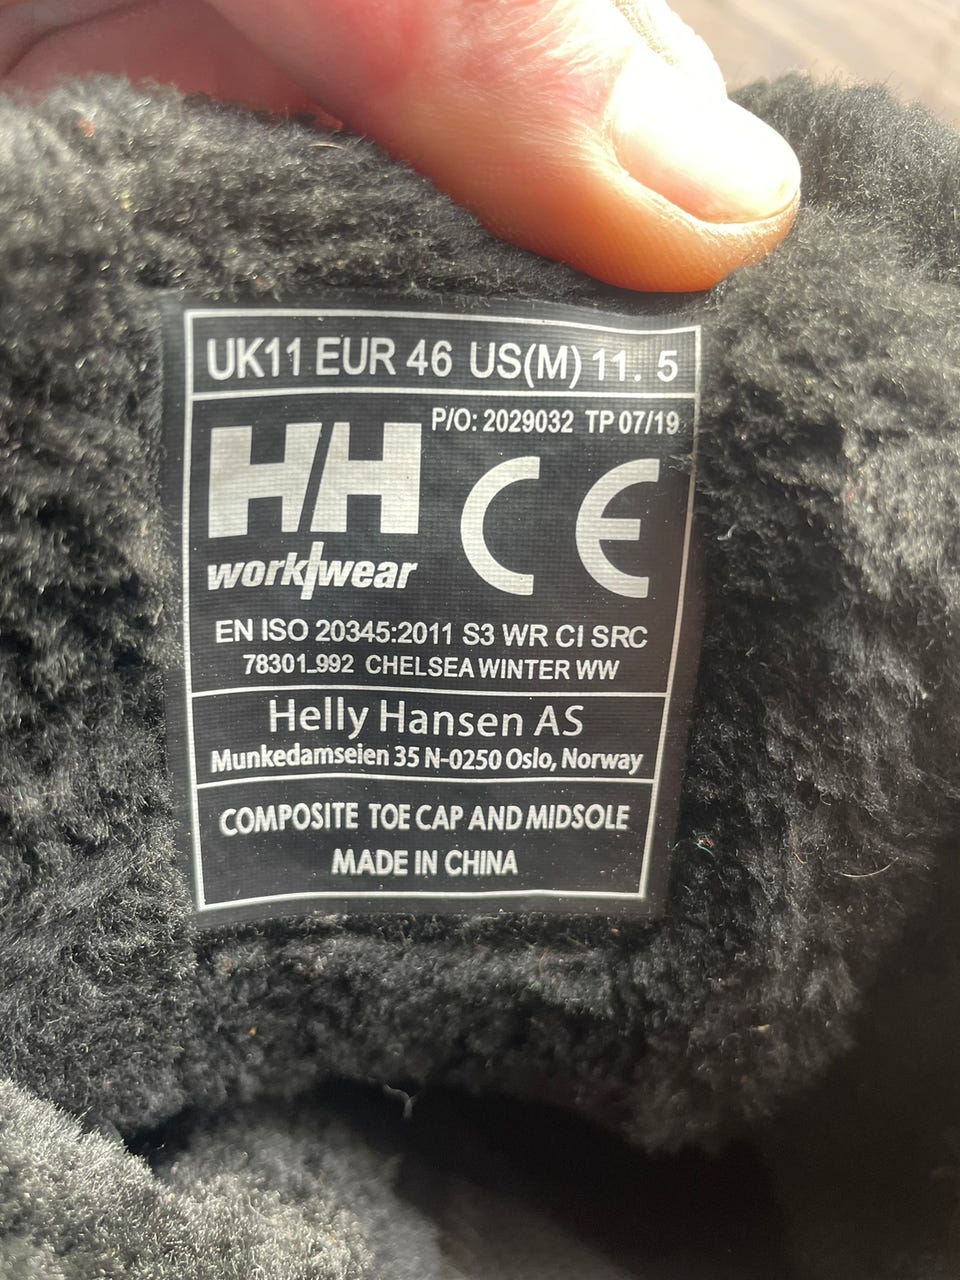 UK11 EUR 46 US(M) 11. 5
P/O: 2029032 TP 07/19
HH
CE
work/wear
EN ISO 20345:2011 S3 WR CI SRC
78301_992 CHELSEA WINTER WW
Helly Hansen AS
Munkedamseien 35 N-0250 Oslo, Norway
COMPOSITE TOE CAP AND MIDSOLE
MADE IN CHINA